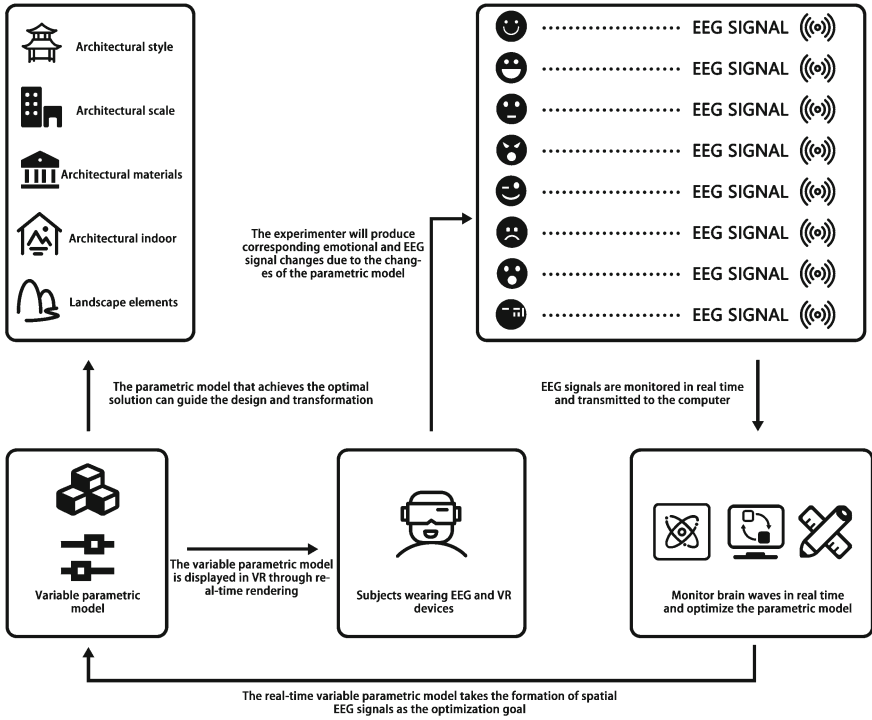 Architectural style
Architectural scale
Architectural materials
Architectural indoor
Landscape elements
EEG SIGNAL
EEG SIGNAL
EEG SIGNAL
EEG SIGNAL
EEG SIGNAL
EEG SIGNAL
EEG SIGNAL
EEG SIGNAL
The experimenter will produce
corresponding emotional and EEG
signal changes due to the chang-
es of the parametric model
The parametric model that achieves the optimal
solution can guide the design and transformation
EEG signals are monitored in real time
and transmitted to the computer
Variable parametric
model
The variable parametric model
is displayed in VR through re-
al-time rendering
Subjects wearing EEG and VR
devices
Monitor brain waves in real time
and optimize the parametric model
The real-time variable parametric model takes the formation of spatial
EEG signals as the optimization goal